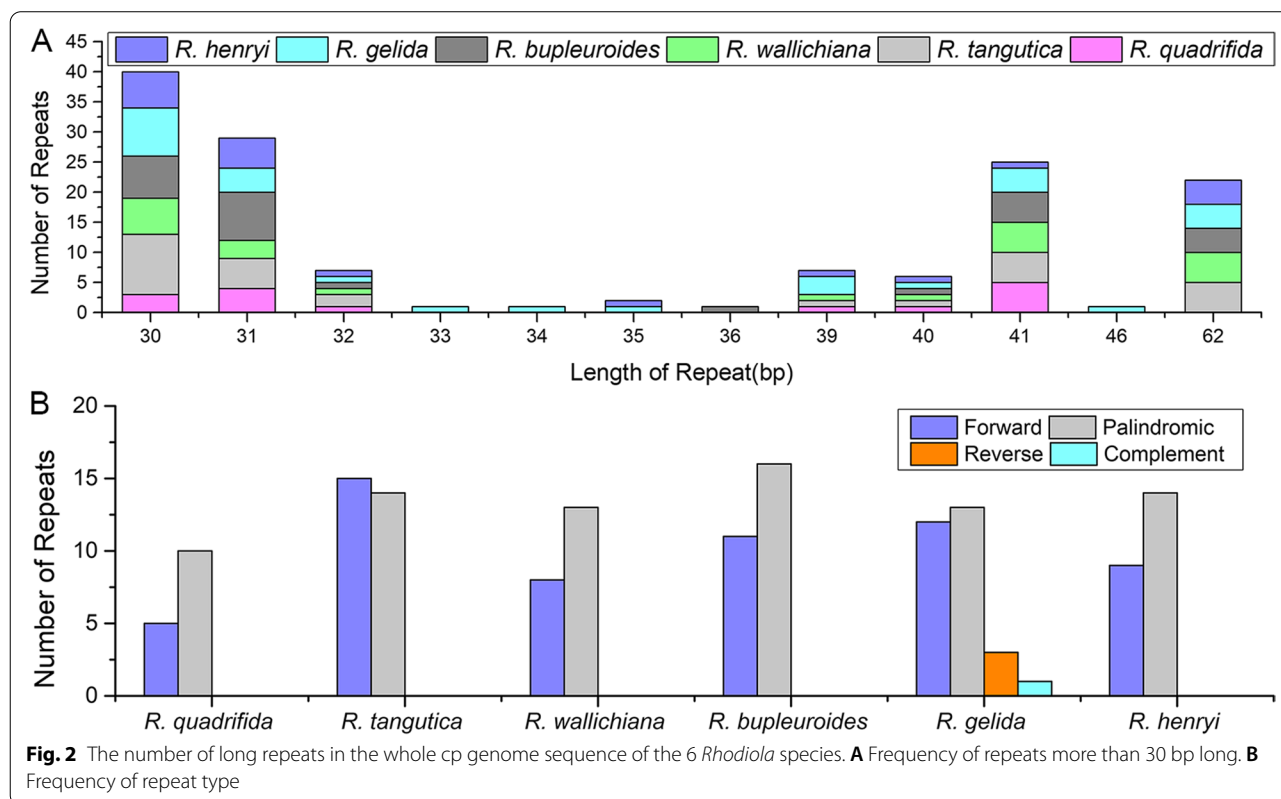 A
R. henryi R. gelida R. bupleuroides R. wallichiana R. tangutica R. quadrifida
Number of Repeats
45
40
35
30
25
20
15
10
5
0
30 31 32 33 34 35 36 39 40 41 46 62
Length of Repeat(bp)
B
Number of Repeats
20
15
10
5
0
Forward Palindromic
Reverse Complement
R. quadrifida R. tangutica R. wallichiana R. bupleuroides R. gelida R. henryi
Fig. 2 The number of long repeats in the whole cp genome sequence of the 6 Rhodiola species. A Frequency of repeats more than 30 bp long. B
Frequency of repeat type